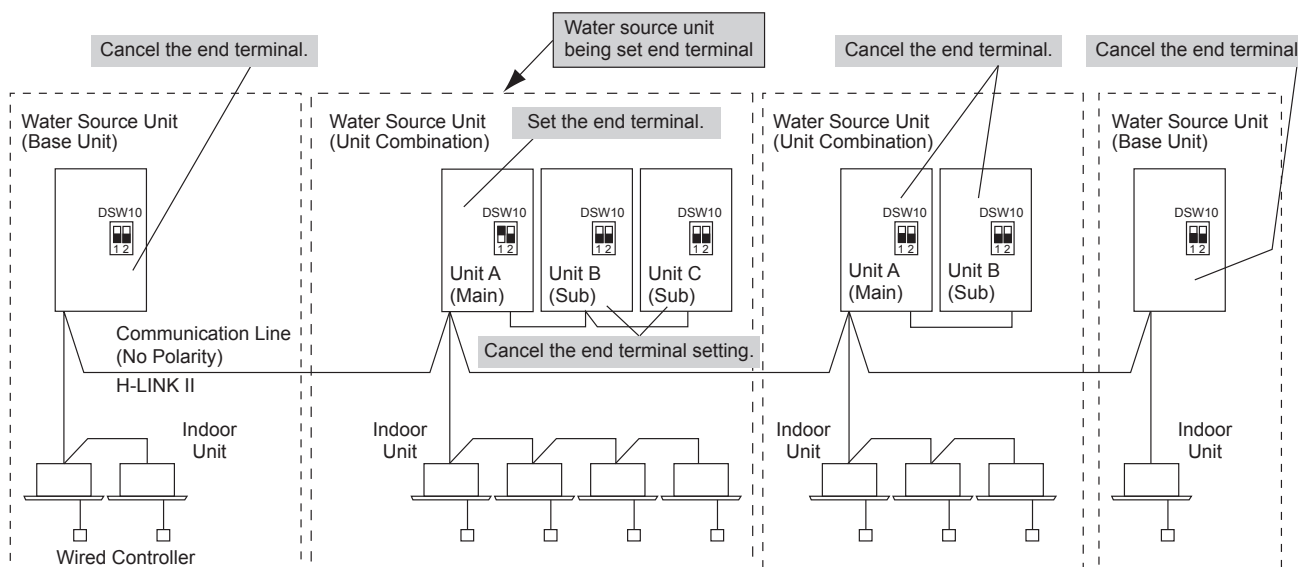 Water source unit
being set end terminal
Cancel the end terminal.
Cancel the end terminal.
Cancel the end terminal
Water Source Unit
(Base Unit)
DSW10
1 2
Communication Line
(No Polarity)
H-LINK II
Indoor
Unit
Wired Controller
Water Source Unit
(Unit Combination)
Set the end terminal.
DSW10
1 2
Unit A
(Main)
DSW10
1 2
Unit B
(Sub)
DSW10
1 2
Unit C
(Sub)
Cancel the end terminal setting.
Indoor
Unit
Water Source Unit
(Unit Combination)
DSW10
1 2
Unit A
(Main)
DSW10
1 2
Unit B
(Sub)
Indoor
Unit
Water Source Unit
(Base Unit)
DSW10
1 2
Indoor
Unit